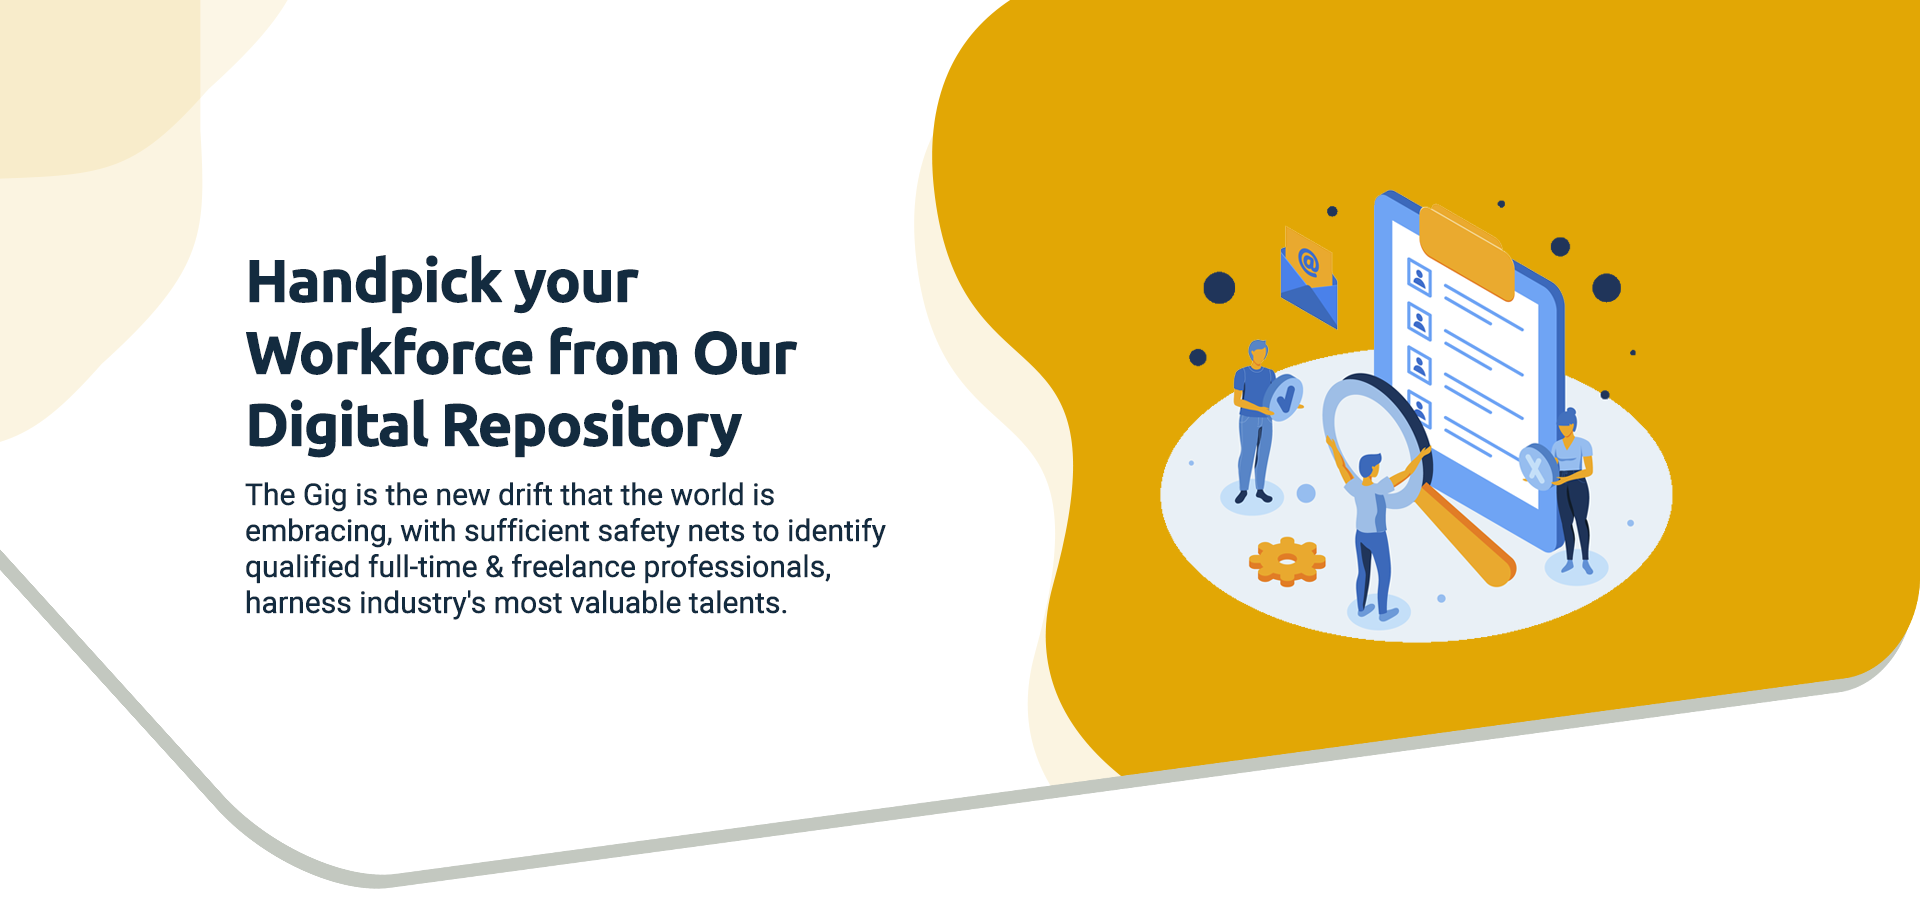 Handpick your
Workforce from Our
Digital Repository
The Gig is the new drift that the world is
embracing, with sufficient safety nets to identify
qualified full-time & freelance professionals,
harness industry's most valuable talents.
@
X